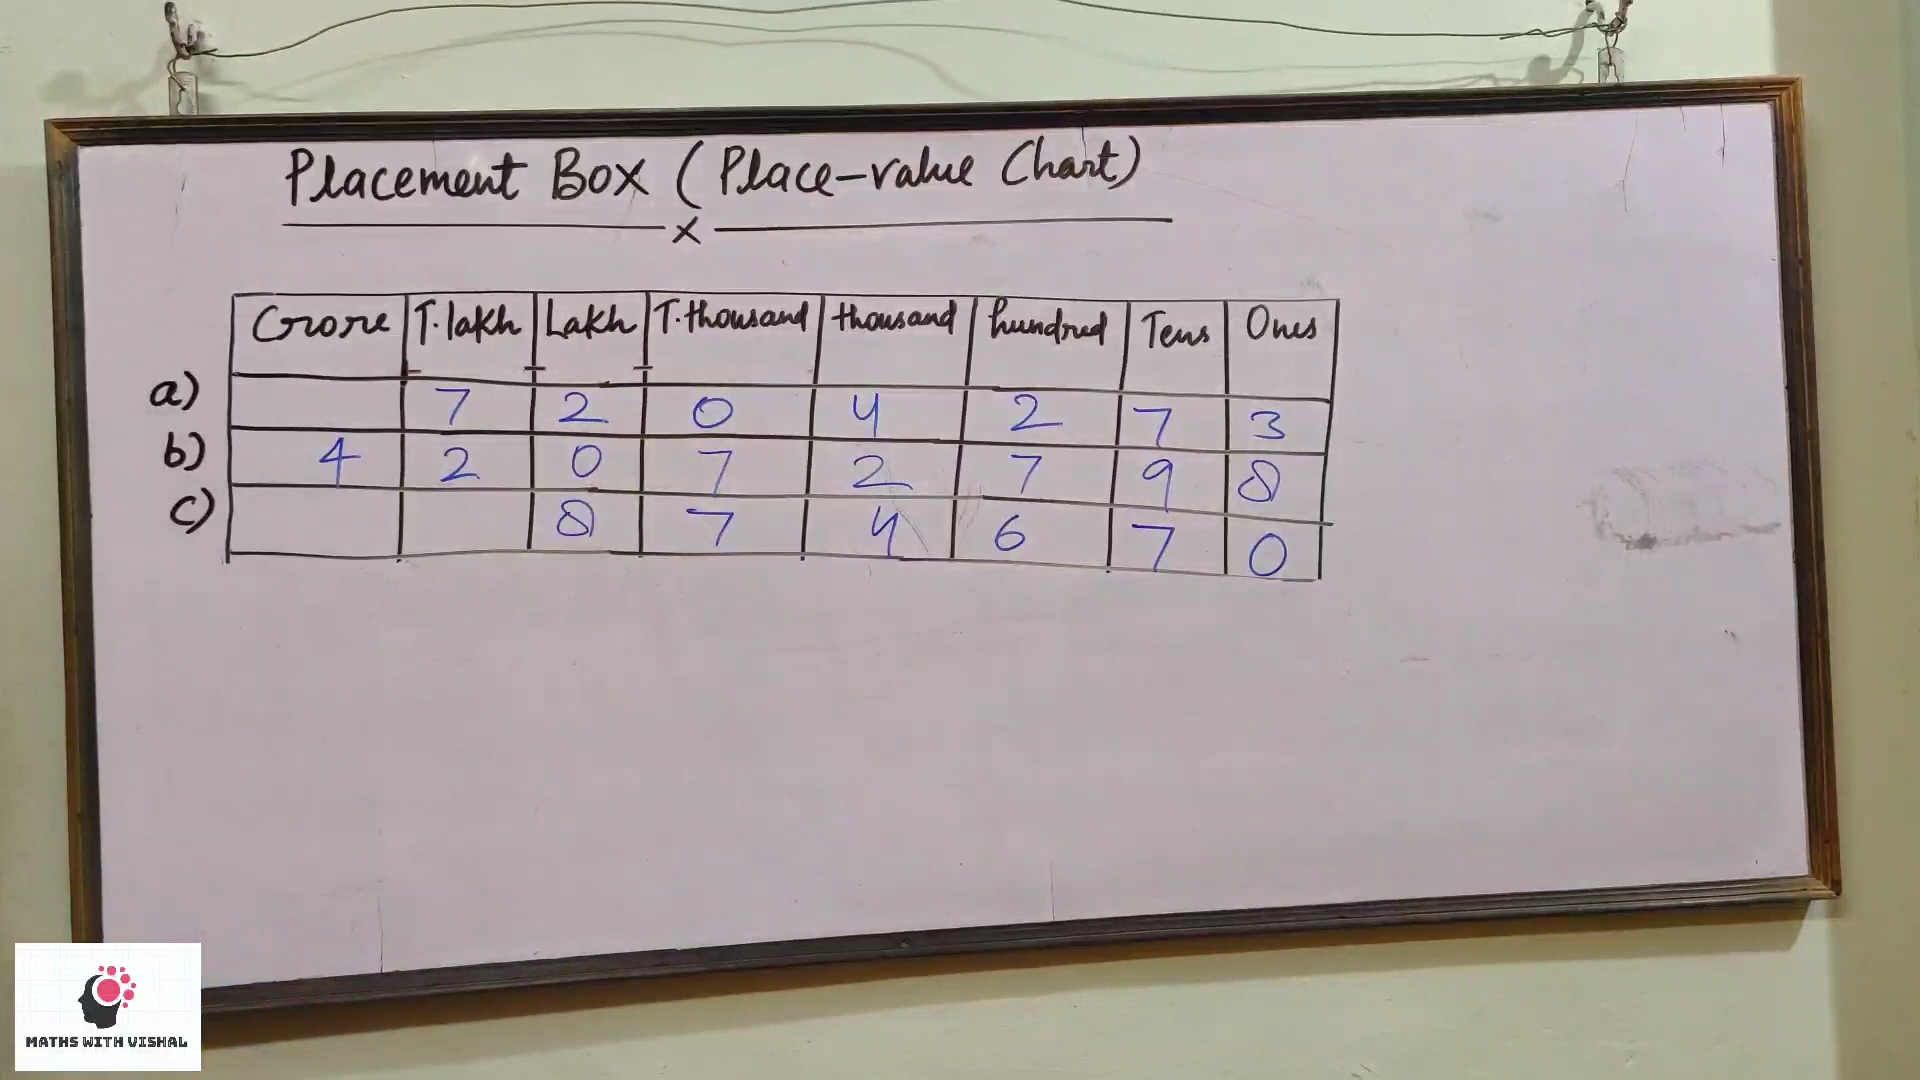 Placement Box (Place-value Chart)
x
Crore T.lakh Lakh T.thousand thousand hundred Tens Ones
a) 7 2 0 4 2 7 3
b) 4 2 0 7 2 7 9 8
c) 8 7 4 6 7 0
MATHS WITH VISHAL